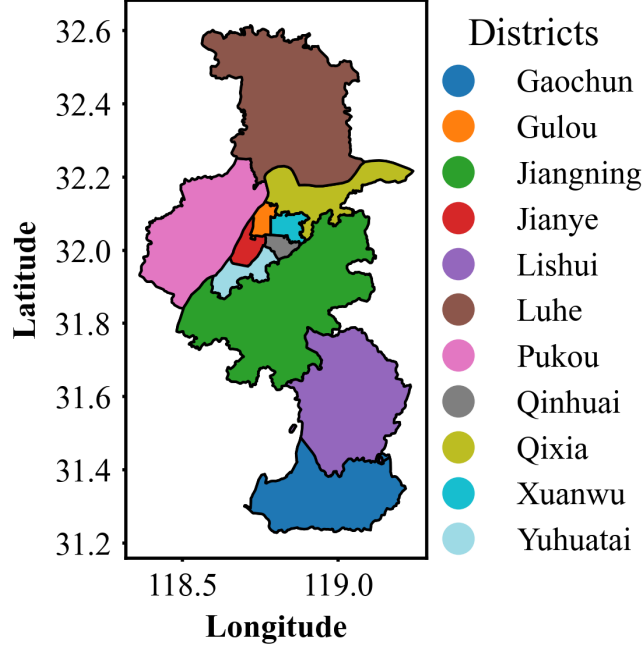 32.6
32.4
32.2
32.0
31.8
31.6
31.4
31.2
Latitude
118.5 119.0
Longitude
Districts
Gaochun
Gulou
Jiangning
Jianye
Lishui
Luhe
Pukou
Qinhuai
Qixia
Xuanwu
Yuhuatai